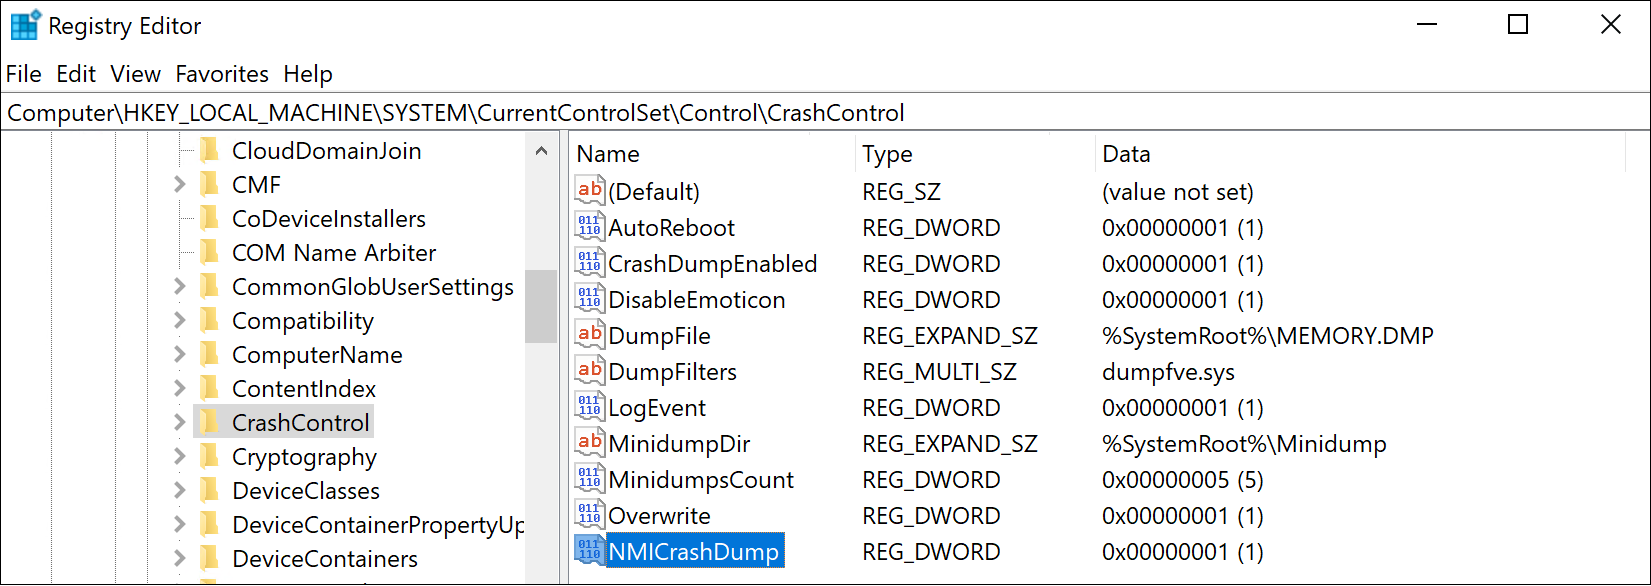 Registry Editor
File Edit View Favorites Help
Computer\HKEY_LOCAL_MACHINE\SYSTEM\CurrentControlSet\Control\CrashControl
CloudDomainJoin
CMF
CoDeviceInstallers
COM Name Arbiter
CommonGlobUserSettings
Compatibility
ComputerName
ContentIndex
CrashControl
Cryptography
DeviceClasses
DeviceContainerPropertyUp
DeviceContainers
Name Type Data
(Default) REG_SZ (value not set)
AutoReboot REG_DWORD 0x00000001 (1)
CrashDumpEnabled REG_DWORD 0x00000001 (1)
DisableEmoticon REG_DWORD 0x00000001 (1)
DumpFile REG_EXPAND_SZ %SystemRoot%\MEMORY.DMP
DumpFilters REG_MULTI_SZ dumpfve.sys
LogEvent REG_DWORD 0x00000001 (1)
MinidumpDir REG_EXPAND_SZ %SystemRoot%\Minidump
MinidumpsCount REG_DWORD 0x00000005 (5)
Overwrite REG_DWORD 0x00000001 (1)
NMICrashDump REG_DWORD 0x00000001 (1)